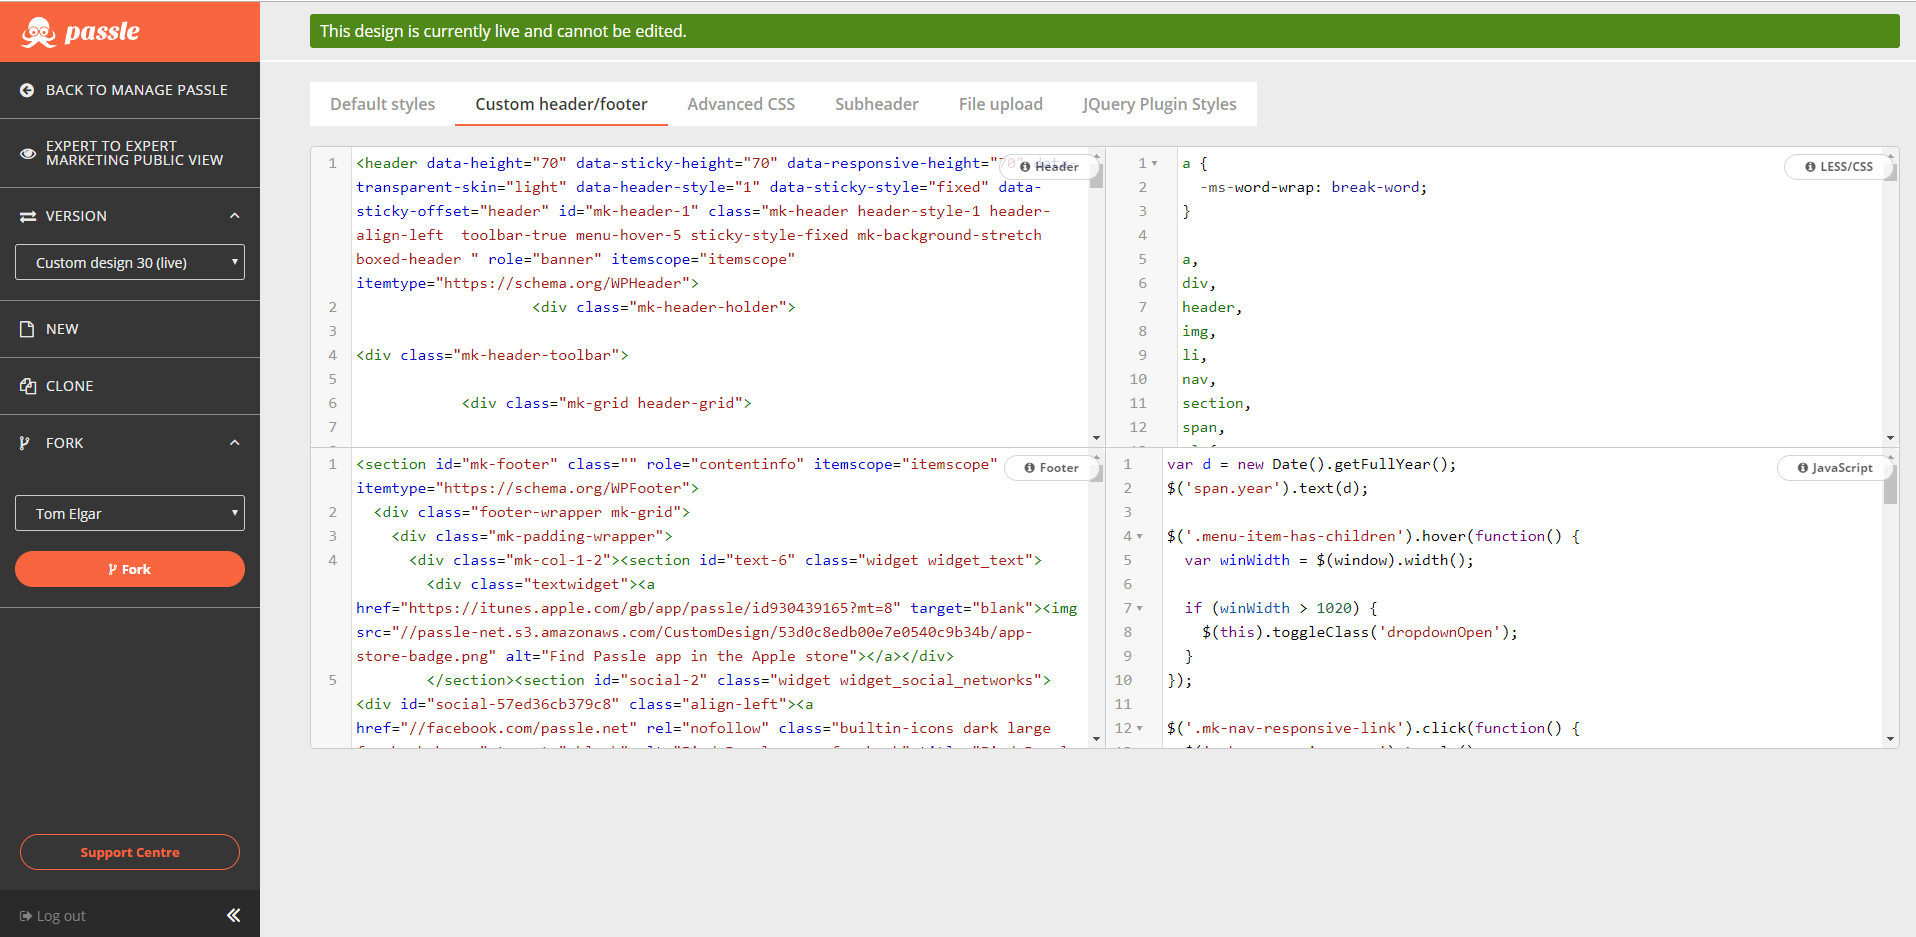 passle
BACK TO MANAGE PASSLE
EXPERT TO EXPERT
MARKETING PUBLIC VIEW
VERSION
Custom design 30 (live)
NEW
CLONE
FORK
Tom Elgar
Fork
Support Centre
Log out
This design is currently live and cannot be edited.
Default styles
Custom header/footer
Advanced CSS
Subheader
File upload
JQuery Plugin Styles
Header
1 <header data-height="70" data-sticky-height="70" data-responsive-height="70" data-
transparent-skin="light" data-header-style="1" data-sticky-style="fixed" data-
sticky-offset="header" id="mk-header-1" class="mk-header header-style-1 header-
align-left  toolbar-true menu-hover-5 sticky-style-fixed mk-background-stretch
boxed-header " role="banner" itemscope="itemscope"
itemtype="https://schema.org/WPHeader">
2 <div class="mk-header-holder">
3
4 <div class="mk-header-toolbar">
5
6 <div class="mk-grid header-grid">
7
LESS/CSS
1 a {
2 -ms-word-wrap: break-word;
3 }
4
5 a,
6 div,
7 header,
8 img,
9 li,
10 nav,
11 section,
12 span,
Footer
1 <section id="mk-footer" class="" role="contentinfo" itemscope="itemscope"
itemtype="https://schema.org/WPFooter">
2 <div class="footer-wrapper mk-grid">
3 <div class="mk-padding-wrapper">
4 <div class="mk-col-1-2"><section id="text-6" class="widget widget_text">
<div class="textwidget"><a
href="https://itunes.apple.com/gb/app/passle/id930439165?mt=8" target="blank"><img
src="//passle-net.s3.amazonaws.com/CustomDesign/53d0c8edb00e7e0540c9b34b/app-
store-badge.png" alt="Find Passle app in the Apple store"></a></div>
5 </section><section id="social-2" class="widget widget_social_networks">
<div id="social-57ed36cb379c8" class="align-left"><a
href="//facebook.com/passle.net" rel="nofollow" class="builtin-icons dark large
JavaScript
1 var d = new Date().getFullYear();
2 $('span.year').text(d);
3
4 $('.menu-item-has-children').hover(function() {
5 var winWidth = $(window).width();
6
7 if (winWidth > 1020) {
8 $(this).toggleClass('dropdownOpen');
9 }
10 });
11
12 $('.mk-nav-responsive-link').click(function() {